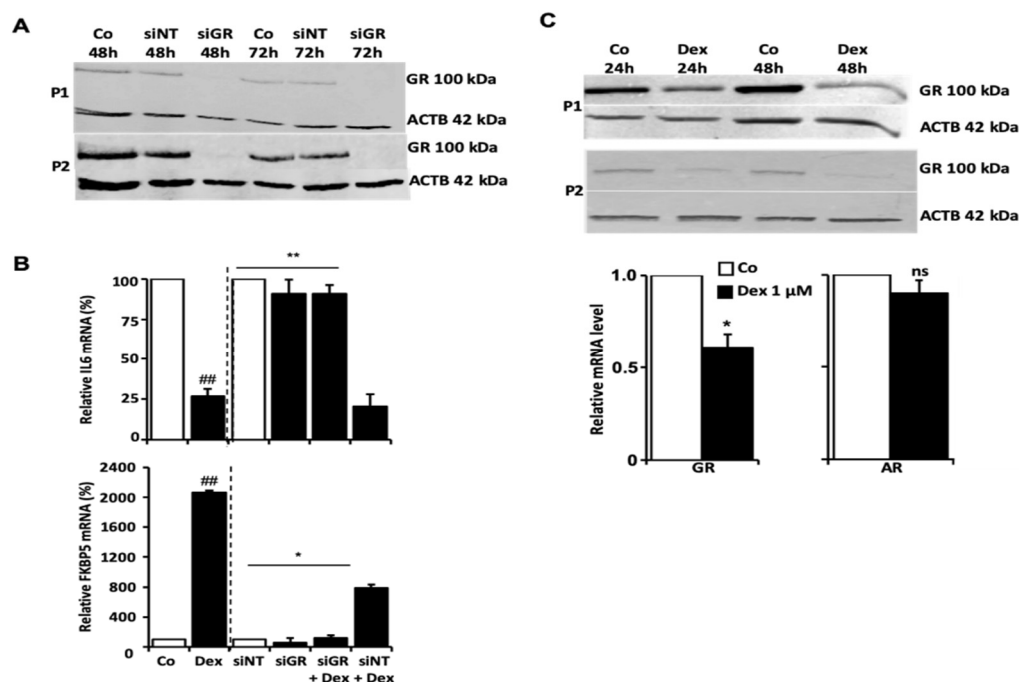 A
Co siNT siGR Co siNT siGR
48h 48h 48h 72h 72h 72h
P1
GR 100 kDa
ACTB 42 kDa
P2
GR 100 kDa
ACTB 42 kDa
B
Relative IL6 mRNA (%)
100
75
50
25
0
##
**
Relative FKBP5 mRNA (%)
2400
2000
1600
1200
800
400
0
##
*
Co Dex siNT siGR siGR siNT
+ Dex + Dex
C
Co Dex Co Dex
24h 24h 48h 48h
P1
GR 100 kDa
ACTB 42 kDa
P2
GR 100 kDa
ACTB 42 kDa
Relative mRNA level
1.0
0.5
0
Co
Dex 1 µM
*
ns
GR
AR